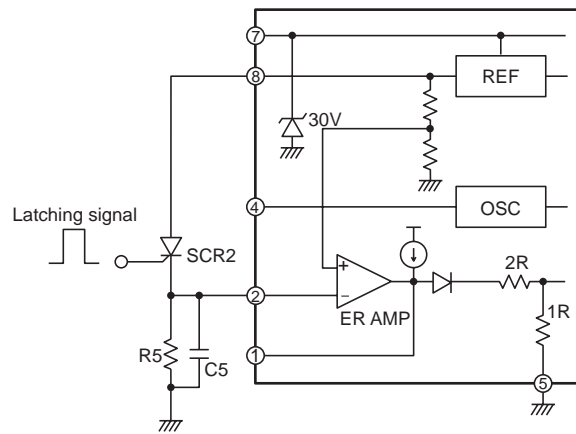 7
8
REF
30V
4
OSC
Latching signal
SCR2
+
2R
2
−
ER AMP
1R
R5
C5
1
5